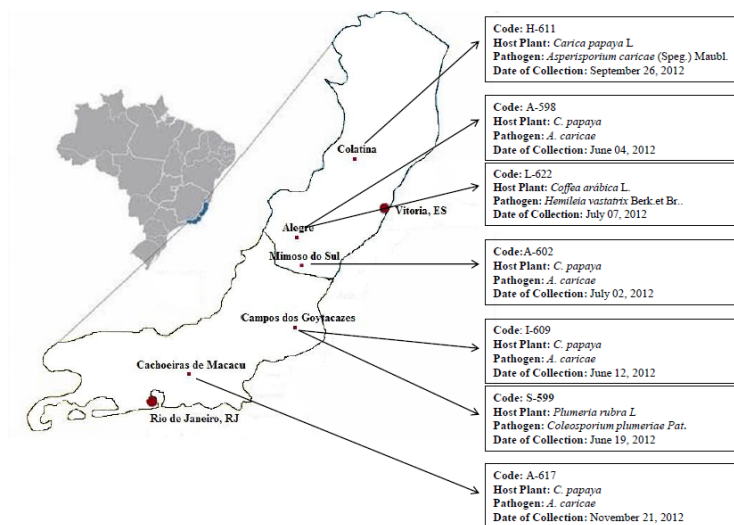 Code: H-611
Host Plant: Carica papaya L
Pathogen: Asperisporium caricae (Speg.) Maubl.
Date of Collection: September 26, 2012
Code: A-598
Host Plant: C. papaya
Pathogen: A. caricae
Date of Collection: June 04, 2012
Colatina
Code: L-622
Host Plant: Coffea arábica L.
Pathogen: Hemileia vastatrix Berk.et Br..
Date of Collection: July 07, 2012
Vitoria, ES
Alegre
Mimoso do Sul
Code:A-602
Host Plant: C. papaya
Pathogen: A. caricae
Date of Collection: July 02, 2012
Campos dos Goytacazes
Code: I-609
Host Plant: C. papaya
Pathogen: A. caricae
Date of Collection: June 12, 2012
Cachoeiras de Macacu
Code: S-599
Host Plant: Plumeria rubra L
Pathogen: Coleosporium plumeriae Pat.
Date of Collection: June 19, 2012
Rio de Janeiro, RJ
Code: A-617
Host Plant: C. papaya
Pathogen: A. caricae
Date of Collection: November 21, 2012